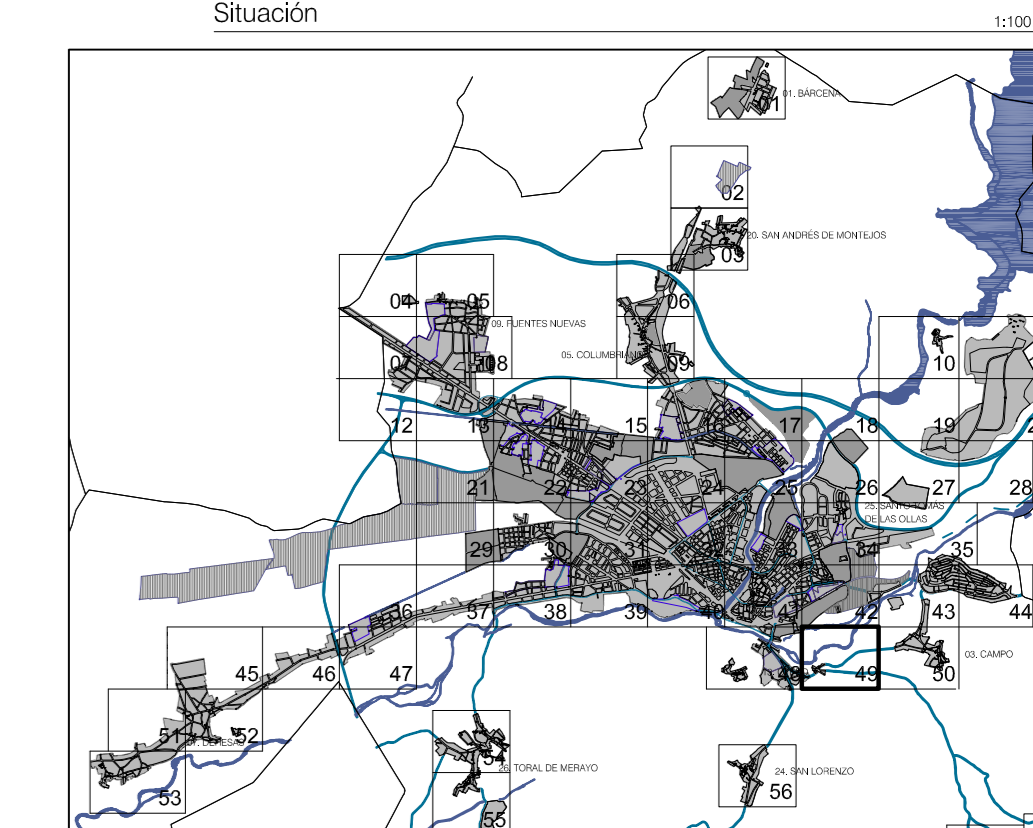 Situación
1:100
01. BÁRCENA
01
02
20. SAN ANDRÉS DE MONTEJOS
03
04 05 06
09. FUENTES NUEVAS
05. COLUMBRIANOS
07 08 09 10
12 13 14 15 16 17 18 19
21 22 23 24 25 26 27 28
25. SANTO TOMÁS
DE LAS OLLAS
29 30 31 32 33 34 35
36 37 38 39 40 41 42 43 44
03. CAMPO
45 46 47 48 49 50
51 52
07. DEHESAS
53
54
26. TORAL DE MERAYO
24. SAN LORENZO
56
55